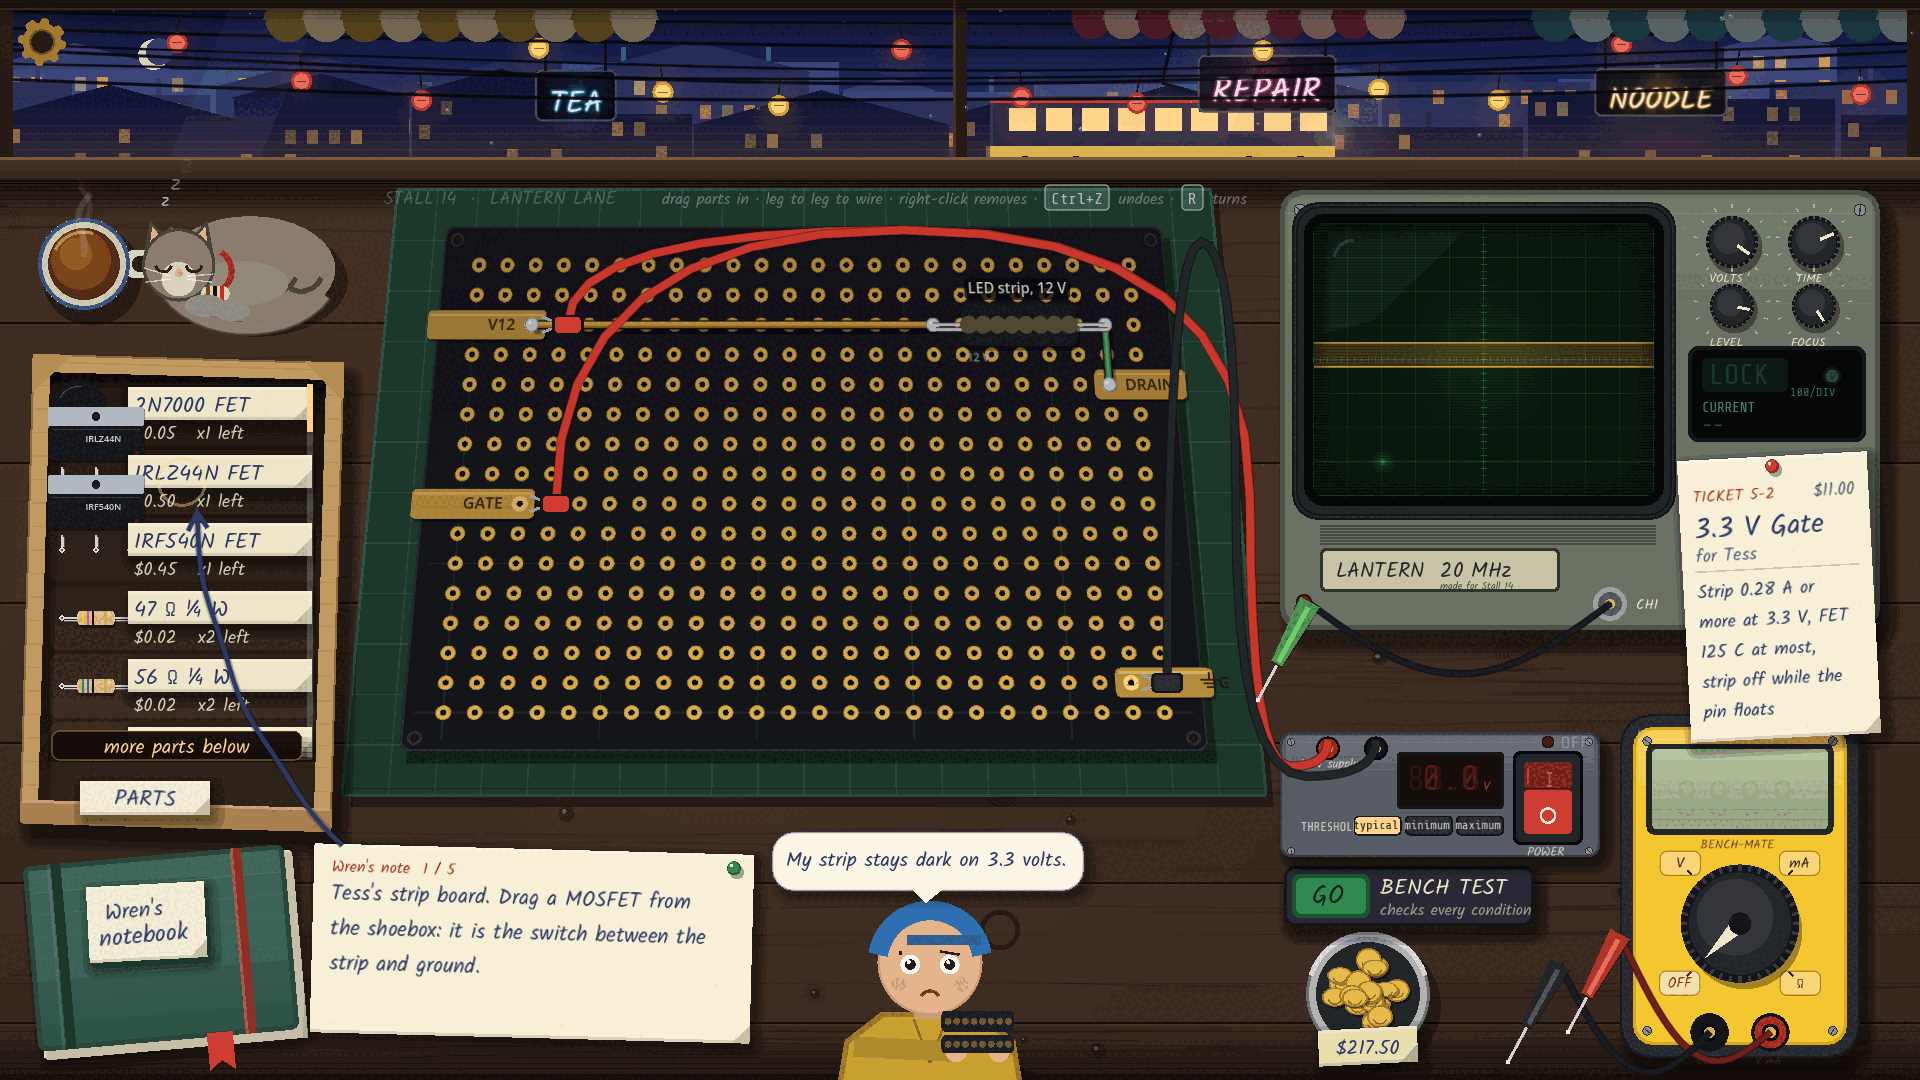 TEA
REPAIR
NOODLE
STALL 14 · LANTERN LANE
drag parts in · leg to leg to wire · right-click removes · Ctrl+Z undoes · R turns
z
z
V12
LED strip, 12 V
DRAIN
GATE
G
2N7000 FET
$0.05 x1 left
IRLZ44N
IRLZ44N FET
$0.50 x1 left
IRF540N
IRF540N FET
$0.45 x1 left
47 Ω ¼ W
$0.02 x2 left
56 Ω ¼ W
$0.02 x2 left
more parts below
PARTS
VOLTS
TIME
LEVEL
FOCUS
LOCK
100/DIV
CURRENT
--
LANTERN 20 MHz
made for Stall 14
CH1
TICKET 5-2 $11.00
3.3 V Gate
for Tess
Strip 0.28 A or
more at 3.3 V, FET
125 C at most,
strip off while the
pin floats
supply
0.0 V
OFF
THRESHOL
typical
minimum
maximum
POWER
GO
BENCH TEST
checks every condition
BENCH-MATE
V
mA
OFF
Ω
$217.50
Wren's
notebook
Wren's note 1 / 5
Tess's strip board. Drag a MOSFET from
the shoebox: it is the switch between the
strip and ground.
My strip stays dark on 3.3 volts.